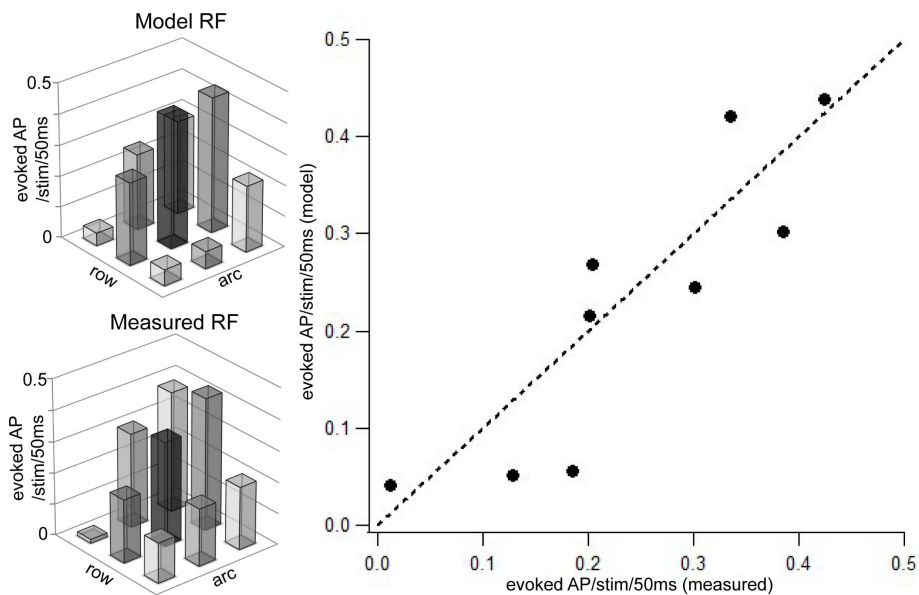 Model RF
0.5
evoked AP
/stim/50ms
0
row
arc
Measured RF
0.5
evoked AP
/stim/50ms
0
row
arc
evoked AP/stim/50ms (model)
0.5
0.4
0.3
0.2
0.1
0.0
0.0 0.1 0.2 0.3 0.4 0.5
evoked AP/stim/50ms (measured)